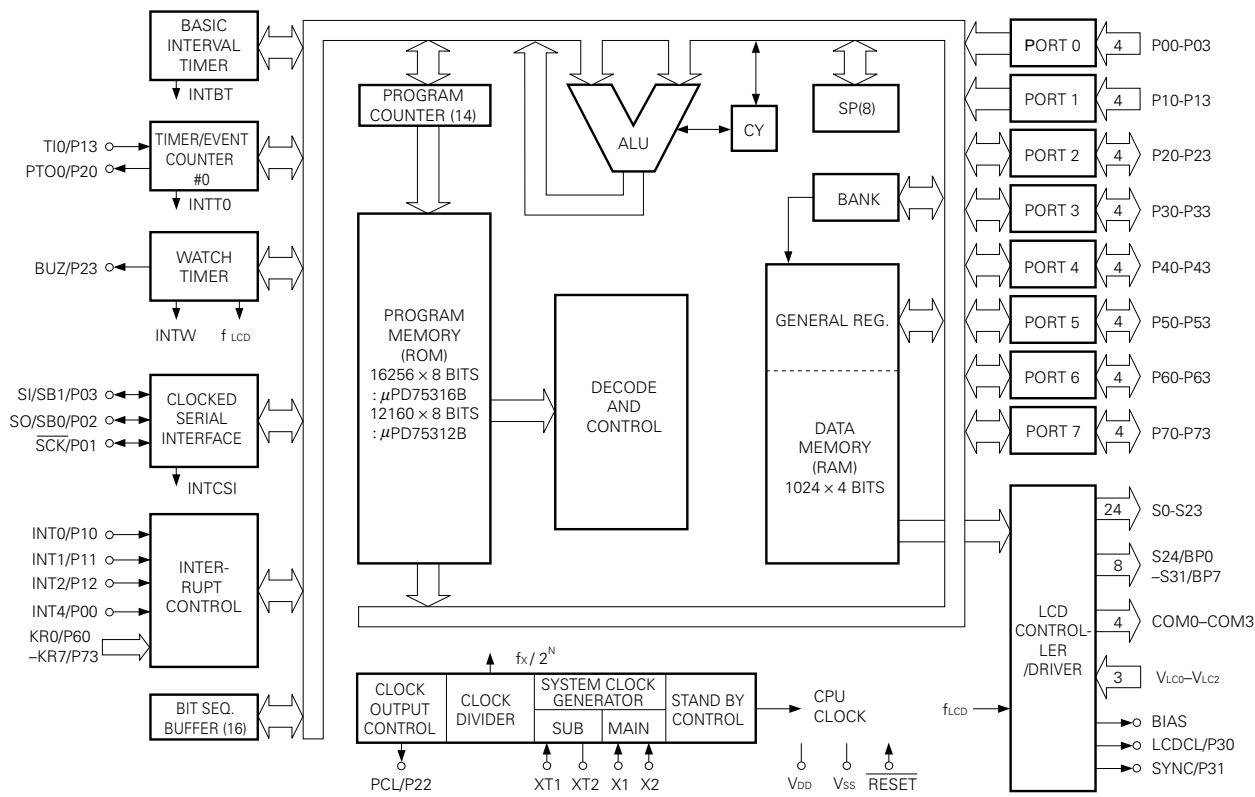 BASIC
INTERVAL
TIMER
INTBT
TI0/P13
PTO0/P20
TIMER/EVENT
COUNTER
#0
INTT0
BUZ/P23
WATCH
TIMER
INTW
f LCD
SI/SB1/P03
SO/SB0/P02
SCK/P01
CLOCKED
SERIAL
INTERFACE
INTCSI
INT0/P10
INT1/P11
INT2/P12
INT4/P00
KR0/P60
–KR7/P73
INTER-
RUPT
CONTROL
BIT SEQ.
BUFFER (16)
PROGRAM
COUNTER (14)
ALU
CY
SP(8)
BANK
PROGRAM
MEMORY
(ROM)
16256 × 8 BITS
: μPD75316B
12160 × 8 BITS
: μPD75312B
DECODE
AND
CONTROL
GENERAL REG.
DATA
MEMORY
(RAM)
1024 × 4 BITS
fX / 2^N
CLOCK
OUTPUT
CONTROL
CLOCK
DIVIDER
SYSTEM CLOCK
GENERATOR
SUB
MAIN
STAND BY
CONTROL
CPU
CLOCK
PCL/P22
XT1
XT2
X1
X2
VDD
VSS
RESET
PORT 0
4
P00-P03
PORT 1
4
P10-P13
PORT 2
4
P20-P23
PORT 3
4
P30-P33
PORT 4
4
P40-P43
PORT 5
4
P50-P53
PORT 6
4
P60-P63
PORT 7
4
P70-P73
LCD
CONTROL-
LER
/DRIVER
fLCD
24
S0-S23
8
S24/BP0
–S31/BP7
4
COM0–COM3
3
VLC0–VLC2
BIAS
LCDCL/P30
SYNC/P31